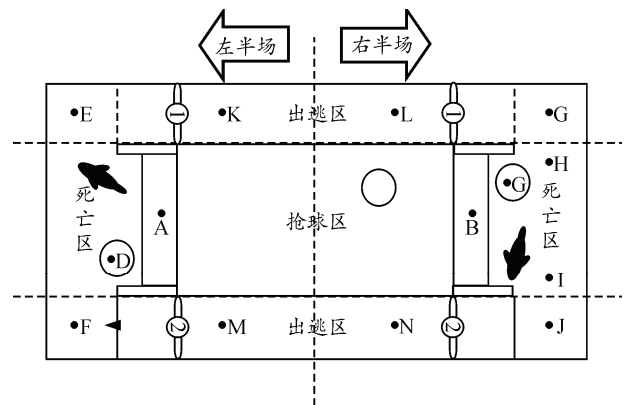 左半场 右半场
E ① K 出逃区 L ① G
H
死亡区 A 抢球区 B G 死亡区
D
I
F ② M 出逃区 N ② J